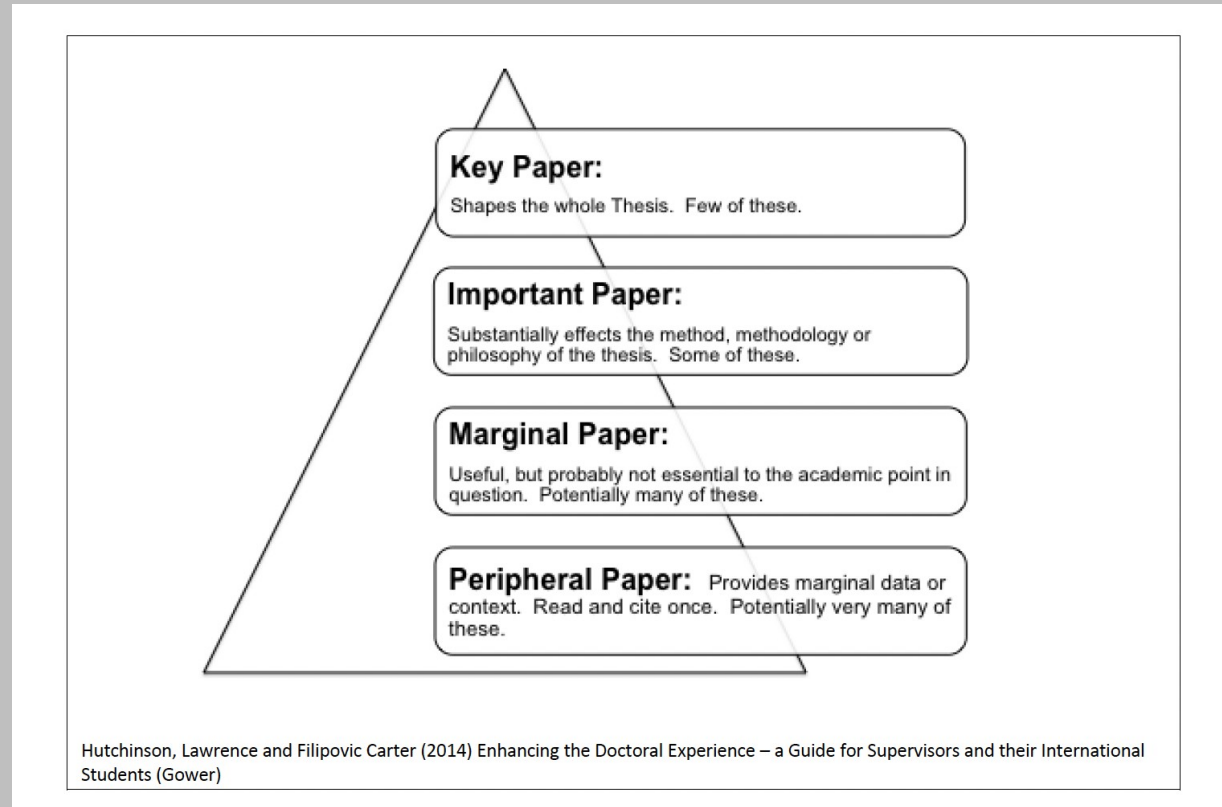 Key Paper:
Shapes the whole Thesis.  Few of these.
Important Paper:
Substantially effects the method, methodology or
philosophy of the thesis.  Some of these.
Marginal Paper:
Useful, but probably not essential to the academic point in
question.  Potentially many of these.
Peripheral Paper:  Provides marginal data or
context.  Read and cite once.  Potentially very many of
these.
Hutchinson, Lawrence and Filipovic Carter (2014) Enhancing the Doctoral Experience – a Guide for Supervisors and their International
Students (Gower)